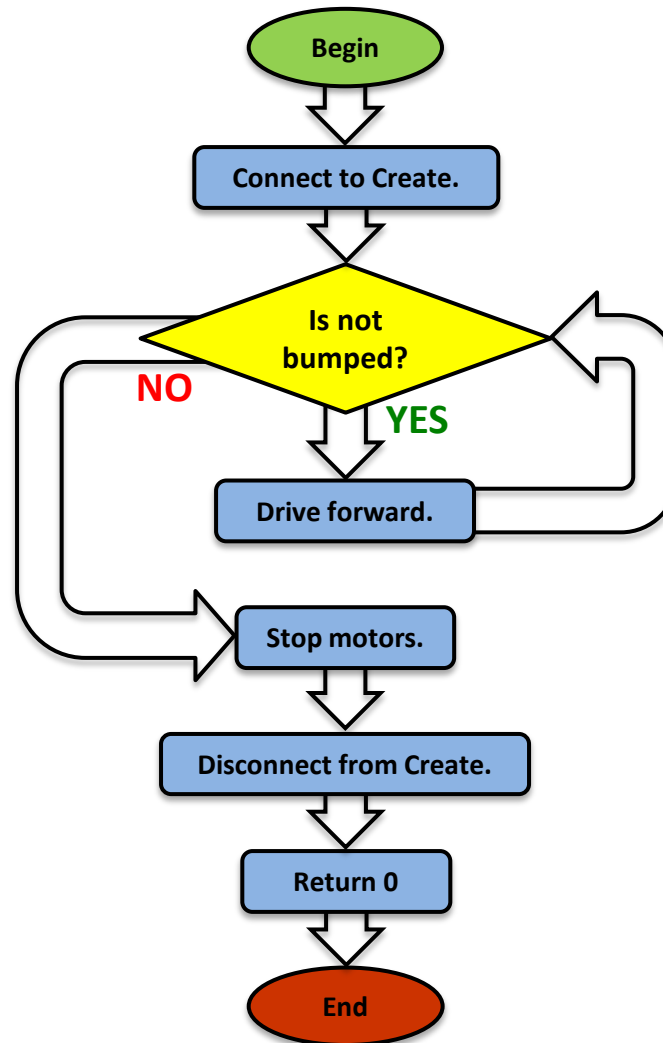 Begin
Connect to Create.
Is not
bumped?
NO
YES
Drive forward.
Stop motors.
Disconnect from Create.
Return 0
End